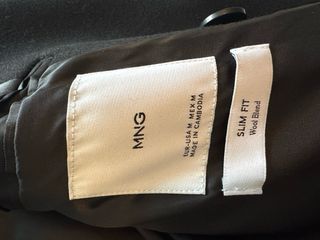 MNG
EUR-USA M MEX M
MADE IN CAMBODIA
SLIM FIT
Wool Blend